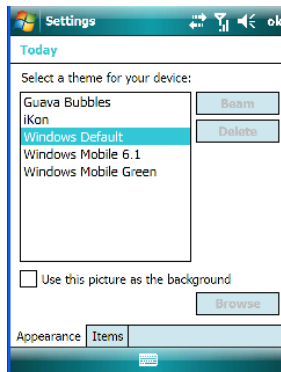 Settings ok
Today
Select a theme for your device:
Guava Bubbles Beam
iKon
Windows Default Delete
Windows Mobile 6.1
Windows Mobile Green
Use this picture as the background
Browse
Appearance Items